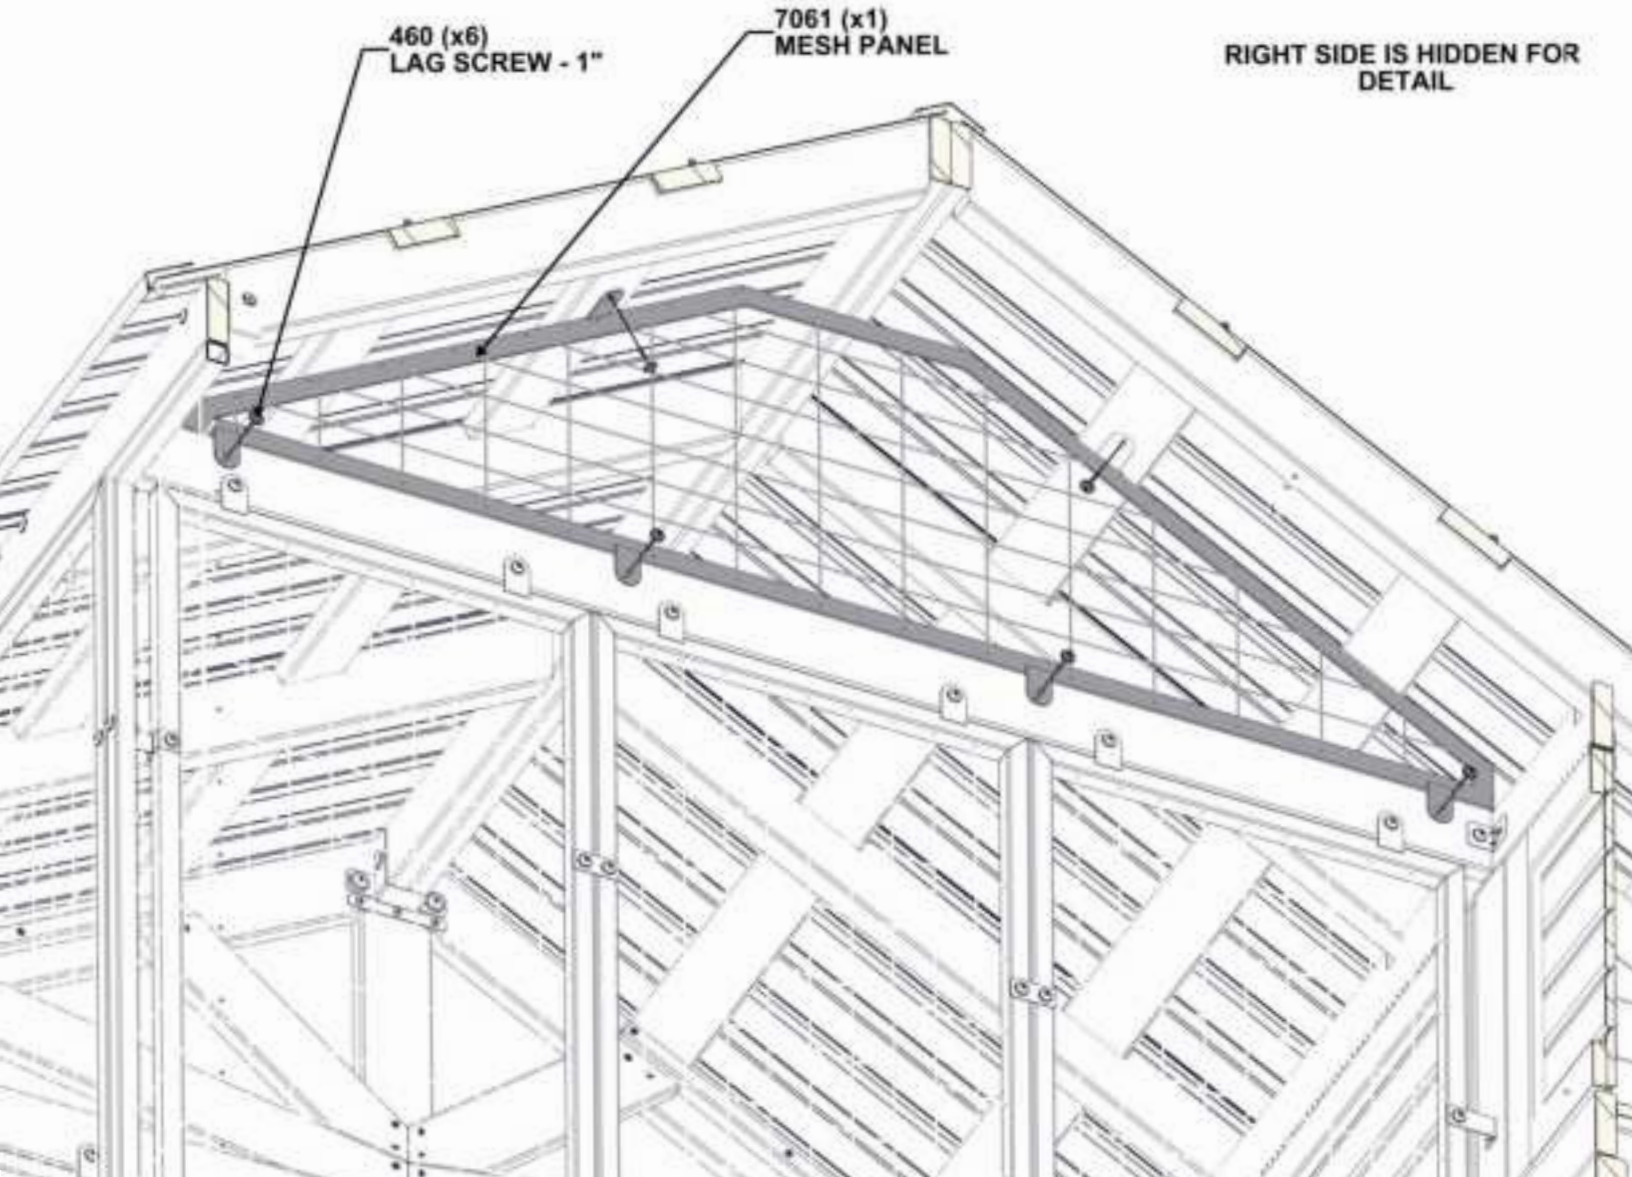 460 (x6)
LAG SCREW - 1"
7061 (x1)
MESH PANEL
RIGHT SIDE IS HIDDEN FOR
DETAIL